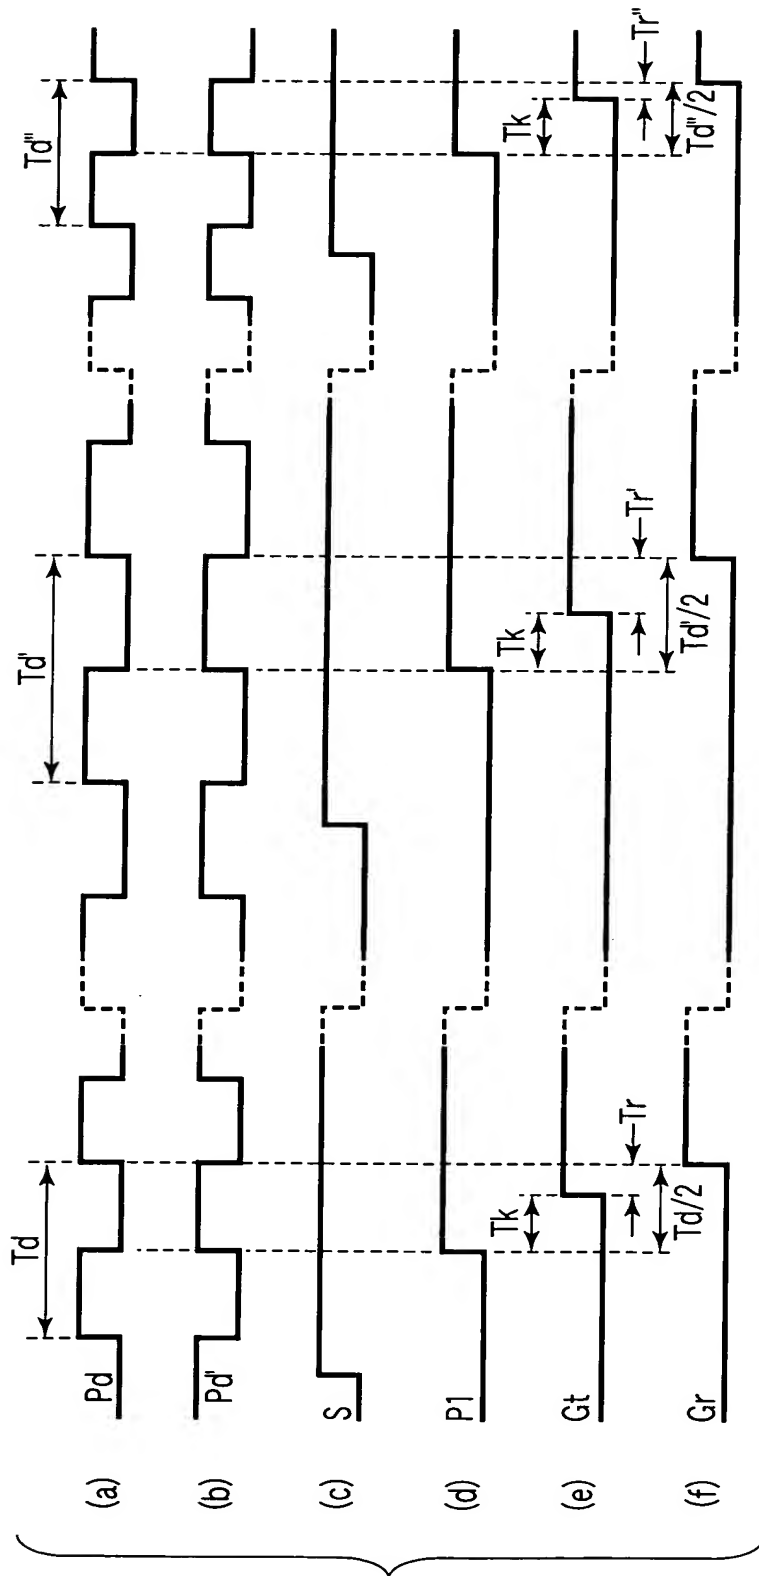 Td
Td'
Td'''
(a)
Pd
(b)
Pd'
(c)
S
(d)
P1
(e)
Gt
Tk
Tk
Tk
Tr
Tr'
Tr"
Td/2
Td'/2
Td"/2
(f)
Gr